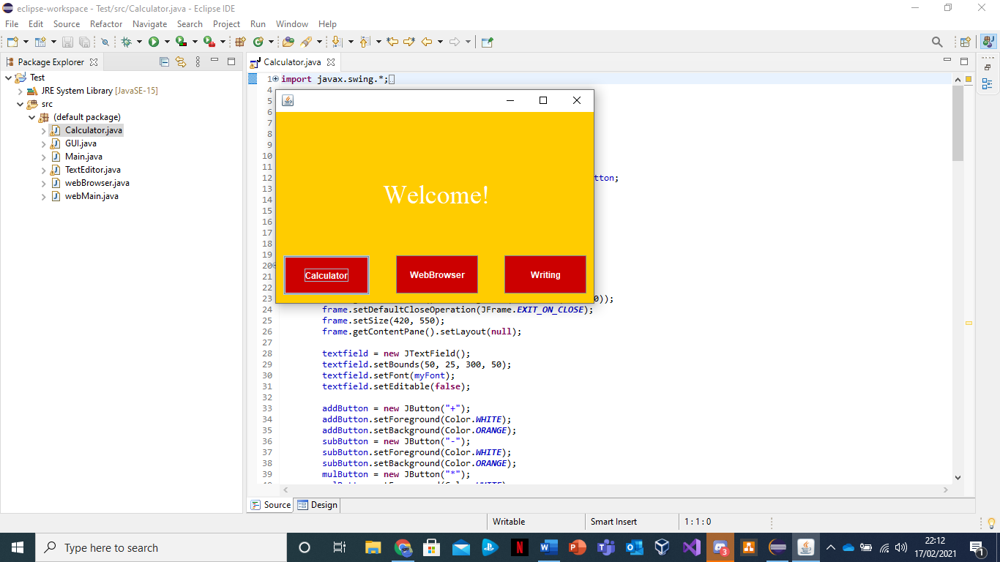 eclipse-workspace - Test/src/Calculator.java - Eclipse IDE
File Edit Source Refactor Navigate Search Project Run Window Help
Package Explorer
Test
JRE System Library [JavaSE-15]
src
(default package)
Calculator.java
GUI.java
Main.java
TextEditor.java
webBrowser.java
webMain.java
Calculator.java
1 import javax.swing.*;
4
5
6
7
8
9
10
11
12 tton;
13
14
15
16
17
18
19
20
21
22
23 0));
Welcome!
Calculator WebBrowser Writing
24 frame.setDefaultCloseOperation(JFrame.EXIT_ON_CLOSE);
25 frame.setSize(420, 550);
26 frame.getContentPane().setLayout(null);
27
28 textfield = new JTextField();
29 textfield.setBounds(50, 25, 300, 50);
30 textfield.setFont(myFont);
31 textfield.setEditable(false);
32
33 addButton = new JButton("+");
34 addButton.setForeground(Color.WHITE);
35 addButton.setBackground(Color.ORANGE);
36 subButton = new JButton("-");
37 subButton.setForeground(Color.WHITE);
38 subButton.setBackground(Color.ORANGE);
39 mulButton = new JButton("*");
Source Design
Writable Smart Insert 1 : 1 : 0
Type here to search
3
22:12
17/02/2021
1